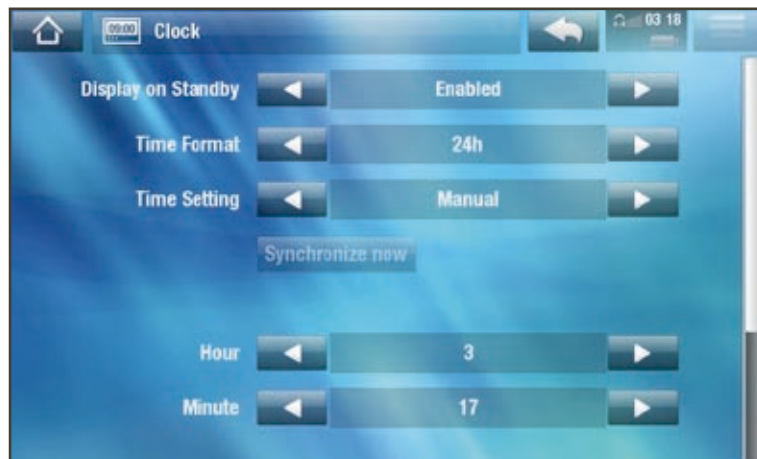 09:00 Clock 03 18
Display on Standby Enabled
Time Format 24h
Time Setting Manual
Synchronize now
Hour 3
Minute 17